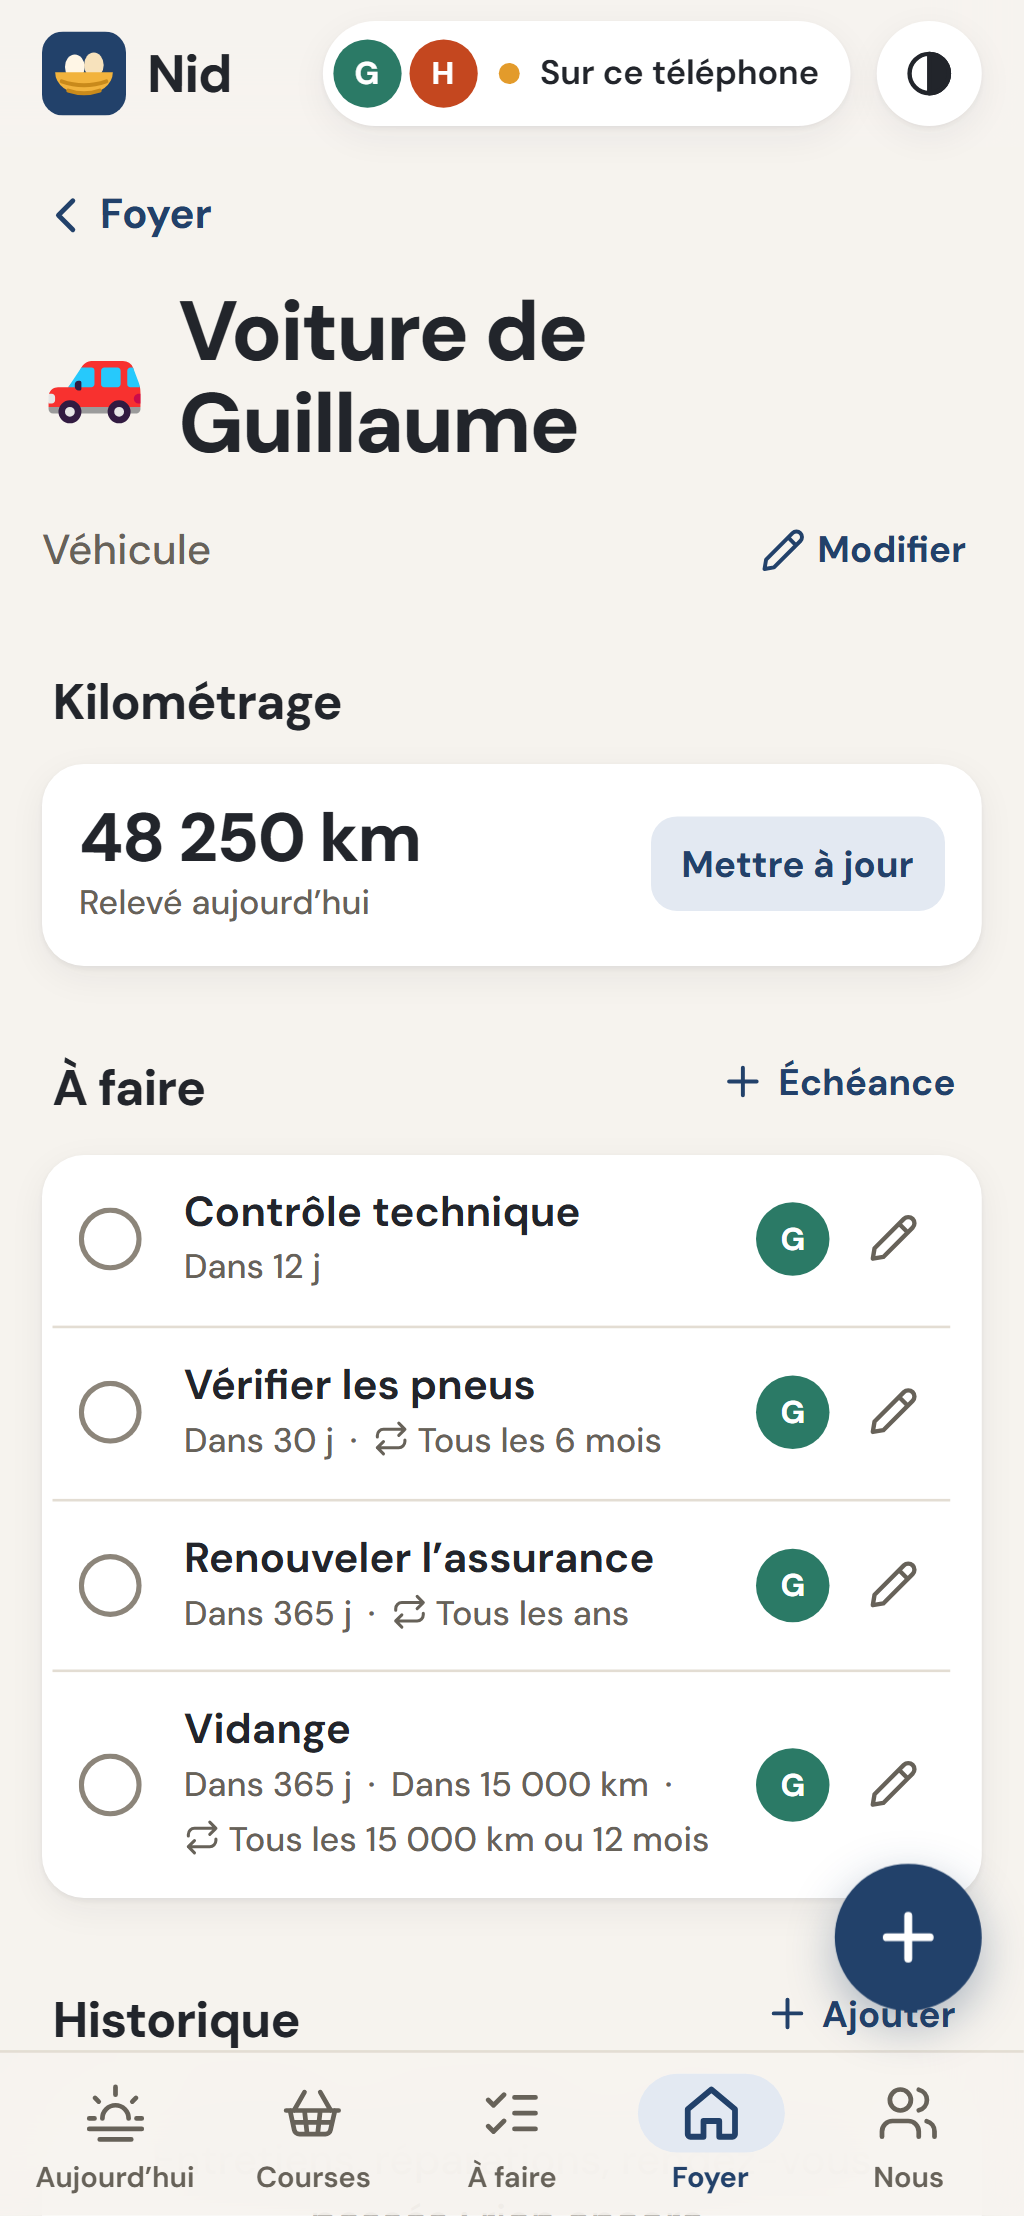 Nid
G H Sur ce téléphone
Foyer
Voiture de
Guillaume
Véhicule
Modifier
Kilométrage
48 250 km
Relevé aujourd’hui
Mettre à jour
À faire
+ Échéance
Contrôle technique
Dans 12 j
G
Vérifier les pneus
Dans 30 j · Tous les 6 mois
G
Renouveler l’assurance
Dans 365 j · Tous les ans
G
Vidange
Dans 365 j · Dans 15 000 km ·
Tous les 15 000 km ou 12 mois
G
Historique
+ Ajouter
Aujourd’hui
Courses
À faire
Foyer
Nous